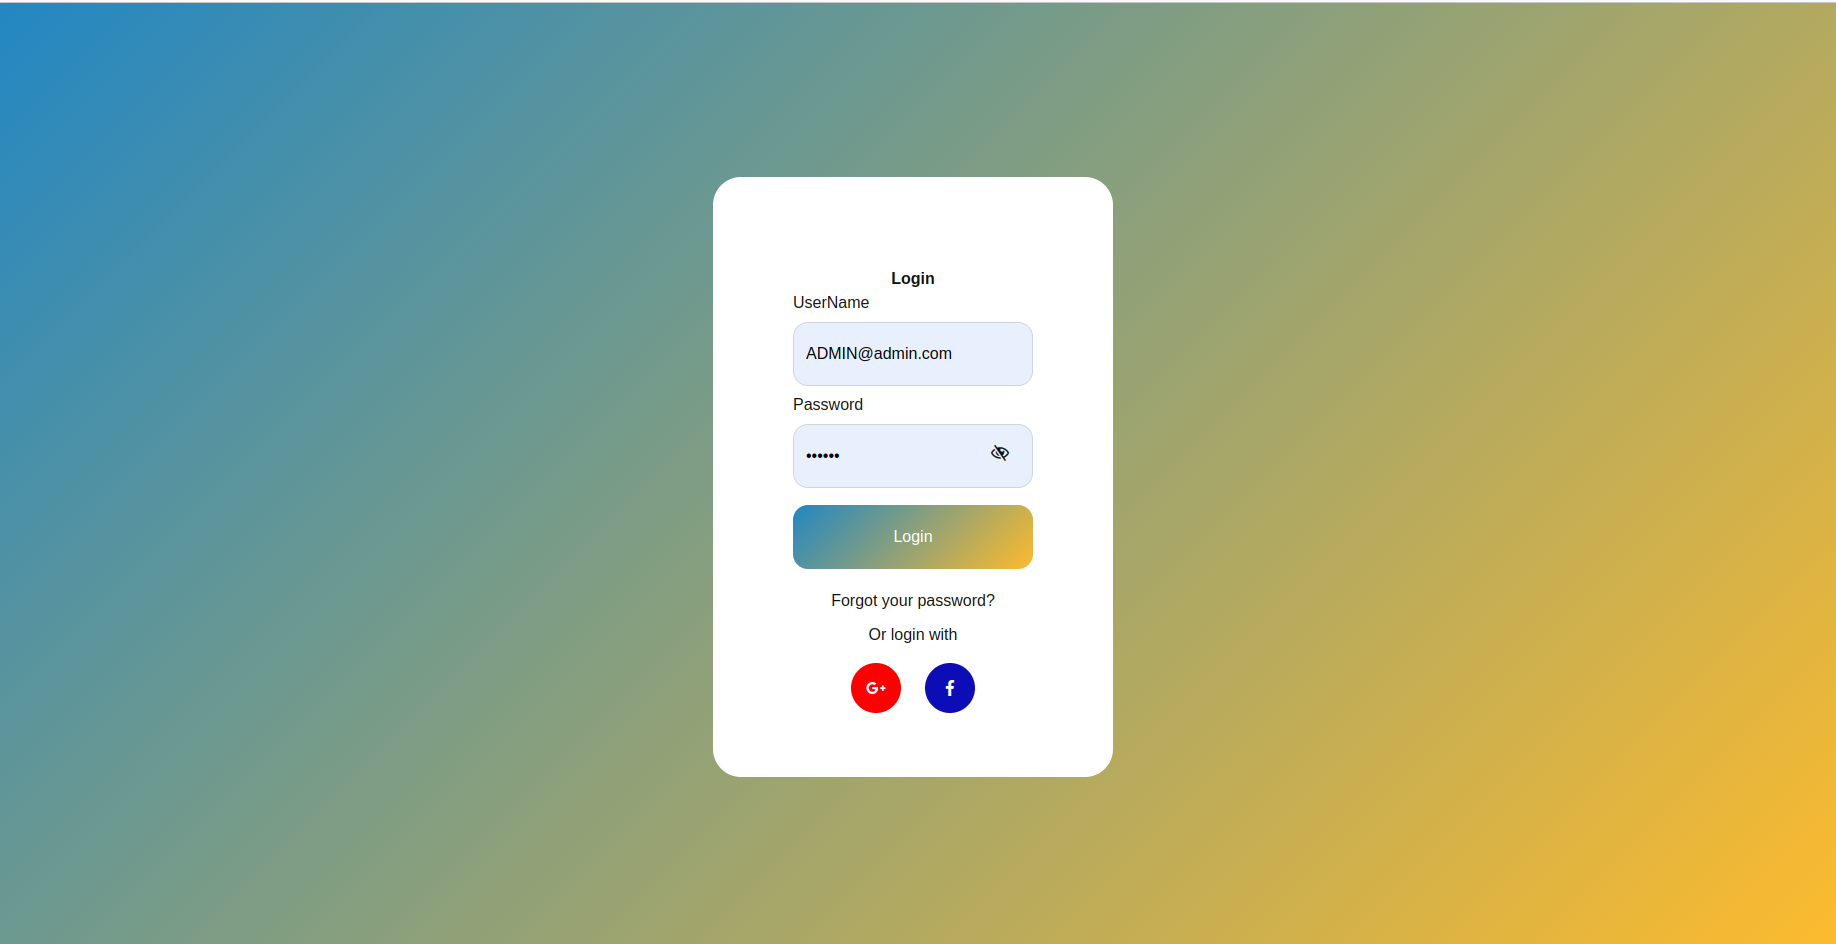 Login
UserName
ADMIN@admin.com
Password
••••••
Login
Forgot your password?
Or login with
G+ f